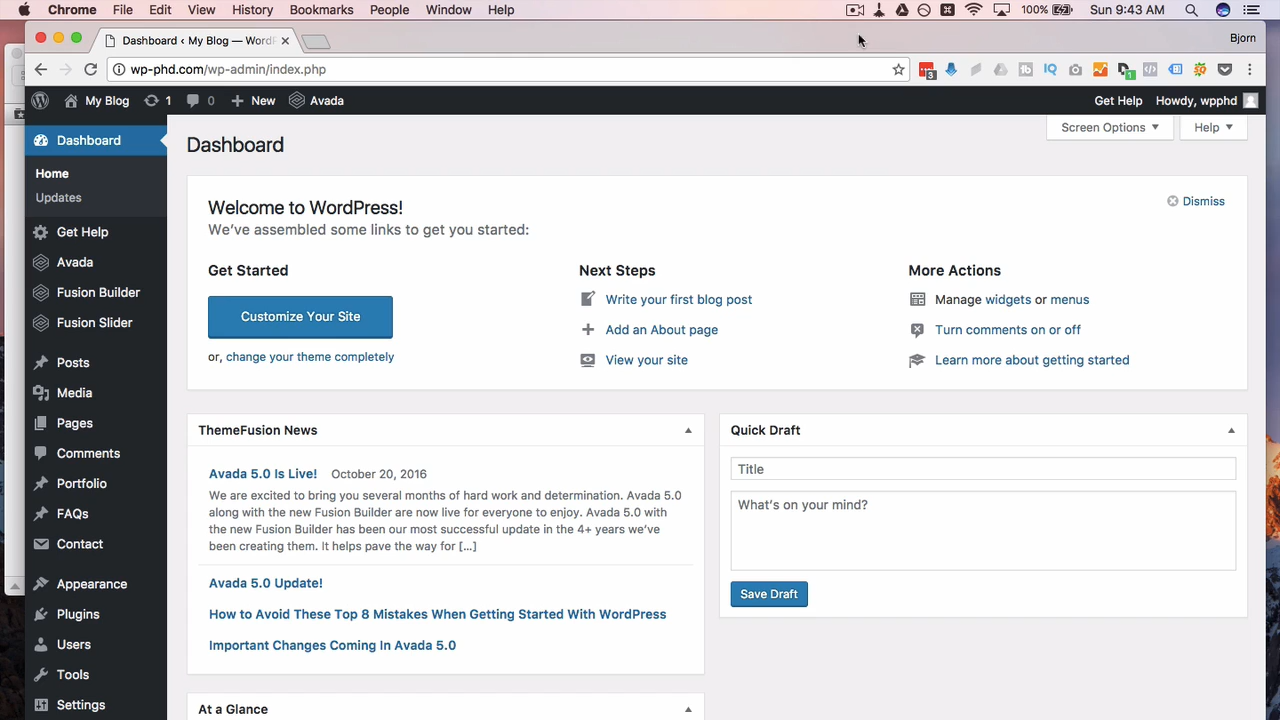 Chrome File Edit View History Bookmarks People Window Help 100% Sun 9:43 AM
Dashboard ‹ My Blog — WordP
Bjorn
wp-phd.com/wp-admin/index.php
3
1
My Blog 1 0 New Avada Get Help Howdy, wpphd
Dashboard
Home
Updates
Get Help
Avada
Fusion Builder
Fusion Slider
Posts
Media
Pages
Comments
Portfolio
FAQs
Contact
Appearance
Plugins
Users
Tools
Settings
Screen Options Help
Dashboard
Welcome to WordPress!
We've assembled some links to get you started:
Dismiss
Get Started
Customize Your Site
or, change your theme completely
Next Steps
Write your first blog post
Add an About page
View your site
More Actions
Manage widgets or menus
Turn comments on or off
Learn more about getting started
ThemeFusion News
Avada 5.0 Is Live! October 20, 2016
We are excited to bring you several months of hard work and determination. Avada 5.0
along with the new Fusion Builder are now live for everyone to enjoy. Avada 5.0 with
the new Fusion Builder has been our most successful update in the 4+ years we've
been creating them. It helps pave the way for […]
Avada 5.0 Update!
How to Avoid These Top 8 Mistakes When Getting Started With WordPress
Important Changes Coming In Avada 5.0
At a Glance
Quick Draft
Title
What's on your mind?
Save Draft